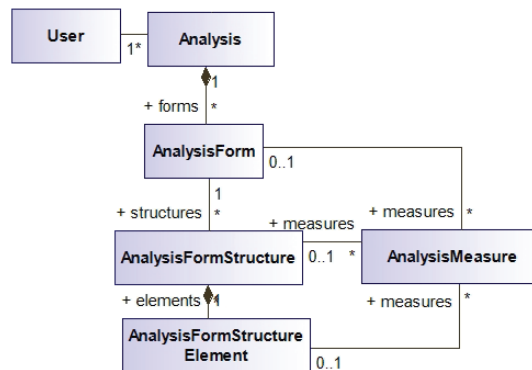 User
Analysis
1*
1
+ forms
*
AnalysisForm
0..1
1
+ structures
*
+ measures
+ measures
*
AnalysisFormStructure
0..1
*
AnalysisMeasure
+ elements
1
+ measures
*
AnalysisFormStructure
Element
0..1